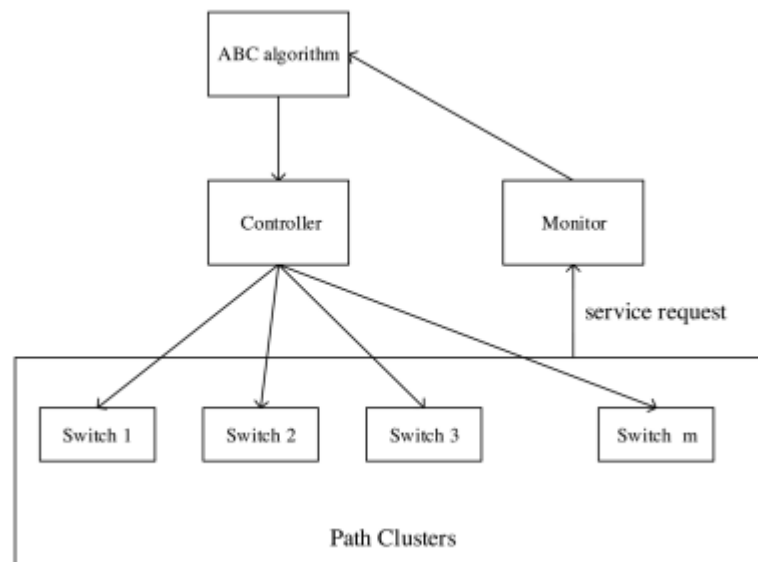 ABC algorithm
Controller
Monitor
service request
Switch 1
Switch 2
Switch 3
Switch m
Path Clusters